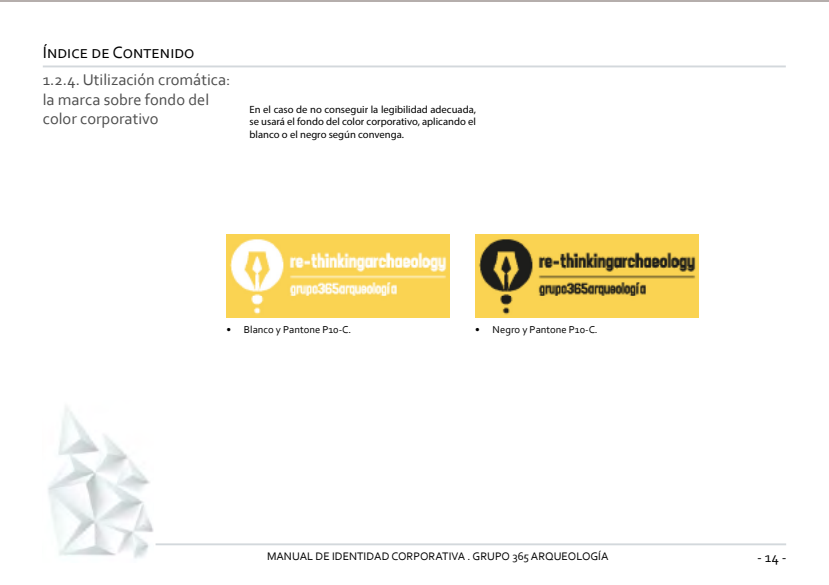 Índice de Contenido
1.2.4. Utilización cromática:
la marca sobre fondo del
color corporativo
En el caso de no conseguir la legibilidad adecuada,
se usará el fondo del color corporativo, aplicando el
blanco o el negro según convenga.
re-thinkingarchaeology
grupo365arqueología
re-thinkingarchaeology
grupo365arqueología
• Blanco y Pantone P10-C.
• Negro y Pantone P10-C.
MANUAL DE IDENTIDAD CORPORATIVA . GRUPO 365 ARQUEOLOGÍA
- 14 -